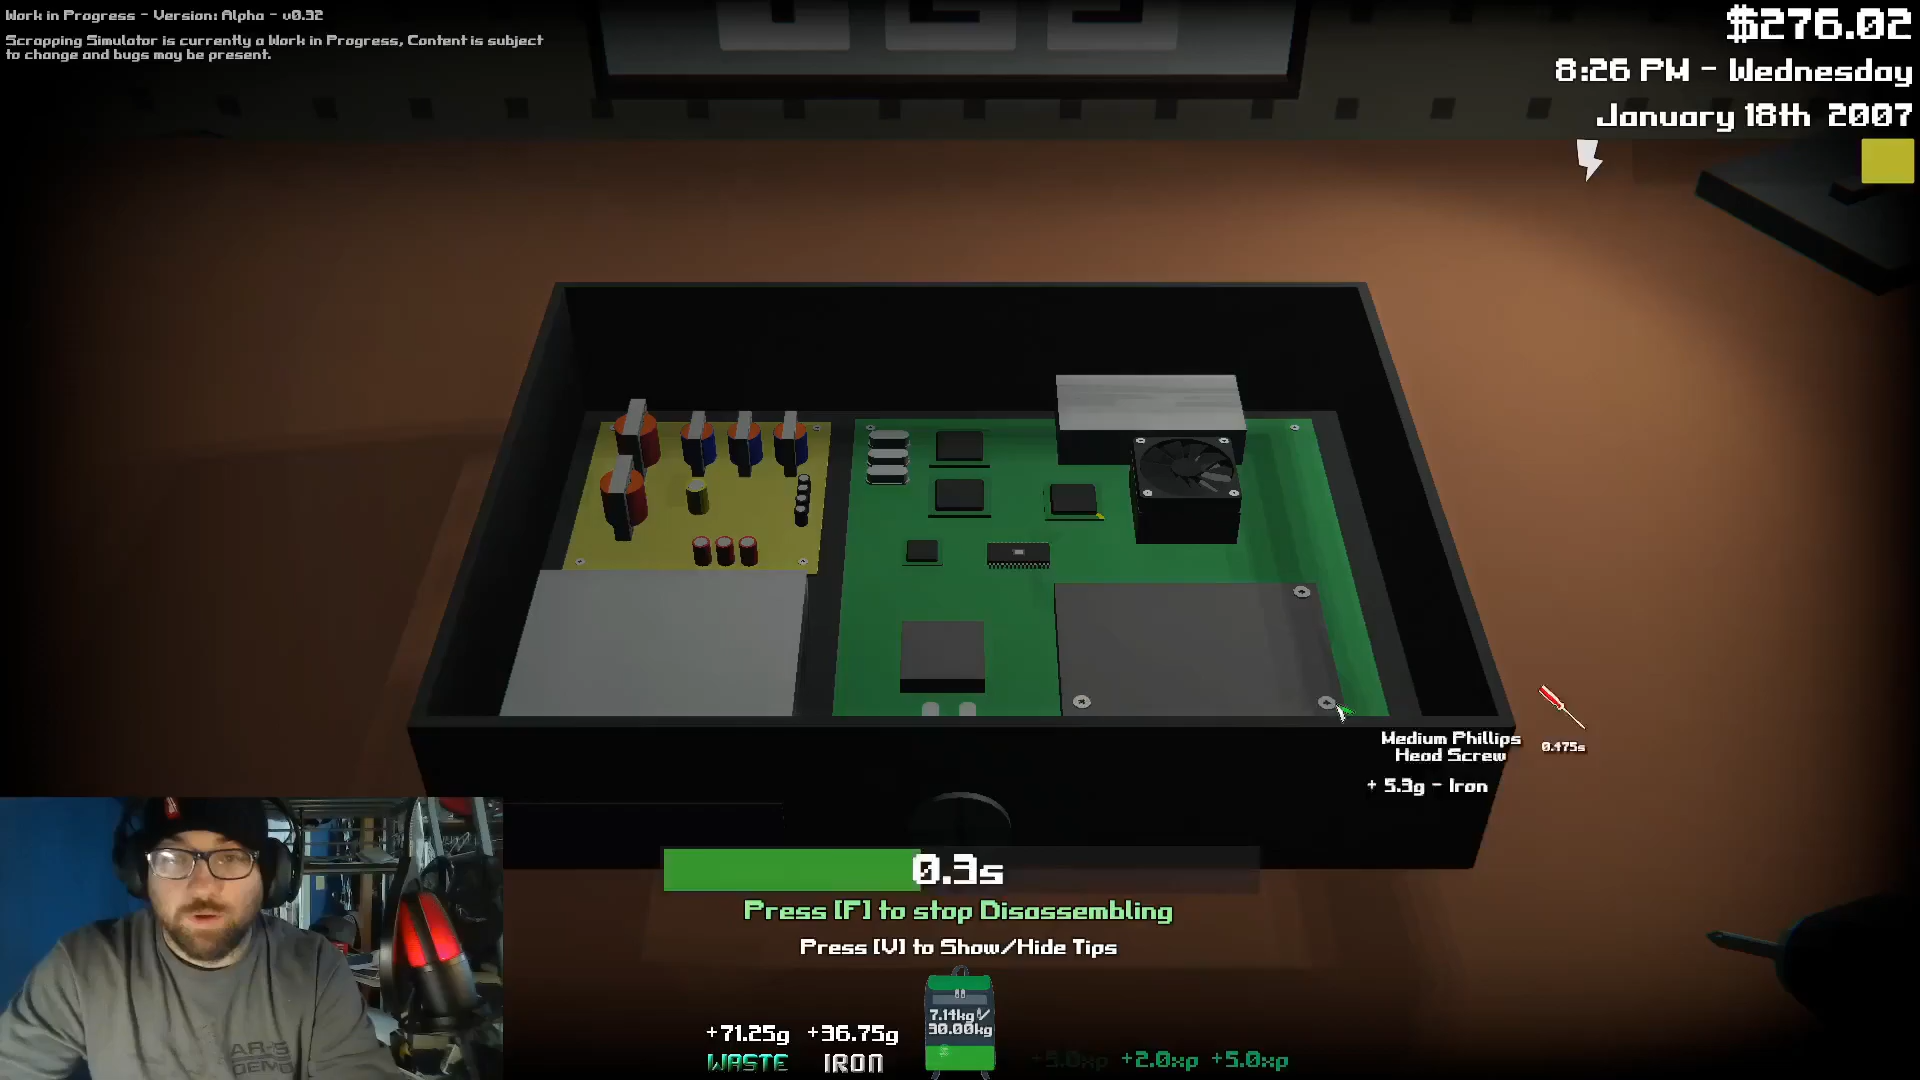 Work in Progress - Version: Alpha - v0.32
Scrapping Simulator is currently a Work in Progress, Content is subject
to change and bugs may be present.
$276.02
8:26 PM - Wednesday
January 18th 2007
Medium Phillips
Head Screw
0.475s
+ 5.3g - Iron
0.3s
Press [F] to stop Disassembling
Press [V] to Show/Hide Tips
7.14kg/
30.00kg
+71.25g +36.75g
WASTE IRON
+5.0xp +2.0xp +5.0xp